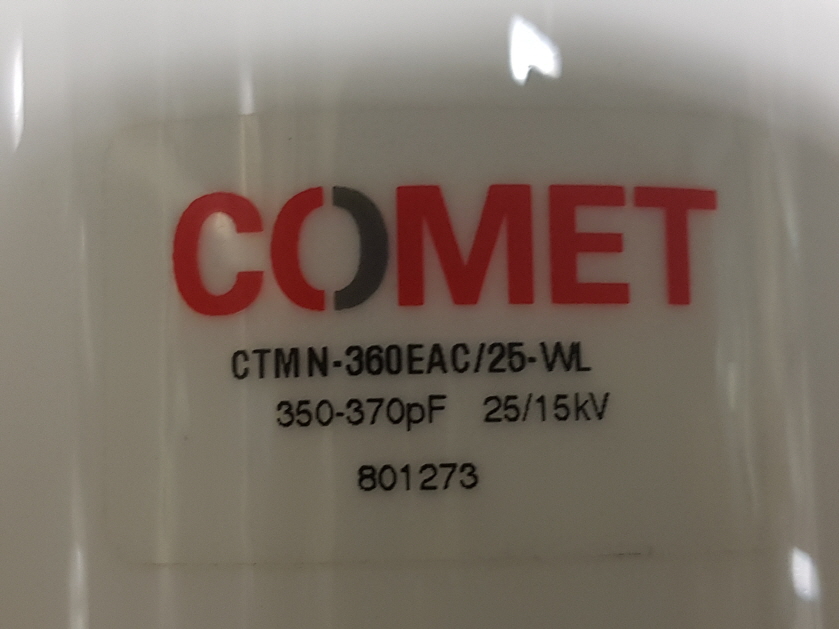 COMET
CTMN-360EAC/25-WL
350-370pF 25/15kV
801273